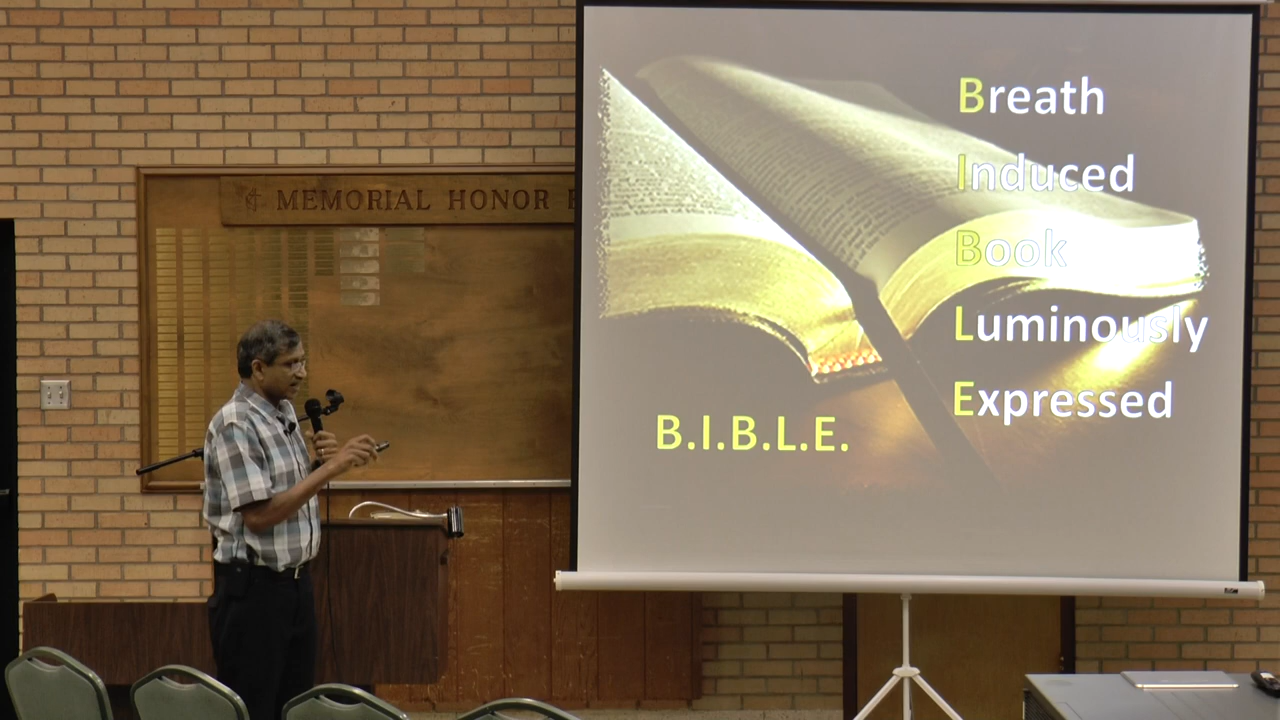 MEMORIAL HONOR
Breath
Induced
Book
Luminously
Expressed
B.I.B.L.E.